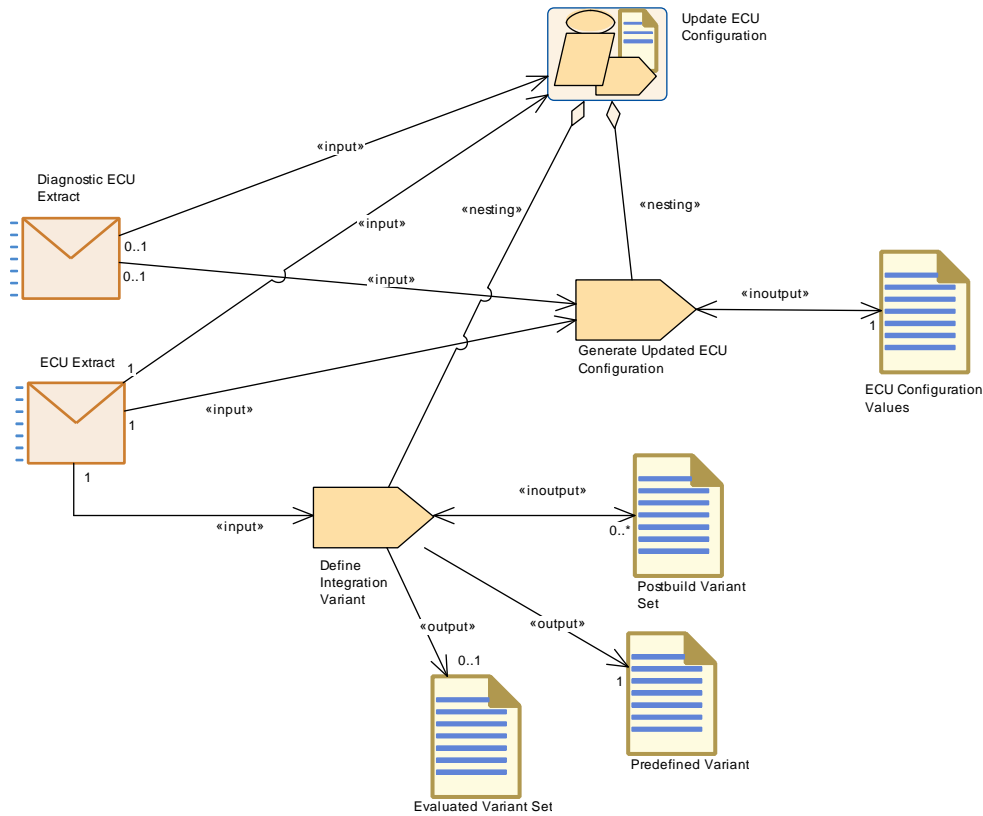 Update ECU
Configuration
«input»
Diagnostic ECU
Extract
«nesting»
«nesting»
«input»
0..1
0..1
«input»
«inoutput»
1
Generate Updated ECU
Configuration
ECU Extract
1
ECU Configuration
Values
«input»
1
1
«inoutput»
«input»
0..*
Define
Integration
Variant
Postbuild Variant
Set
«output»
«output»
0..1
1
Predefined Variant
Evaluated Variant Set